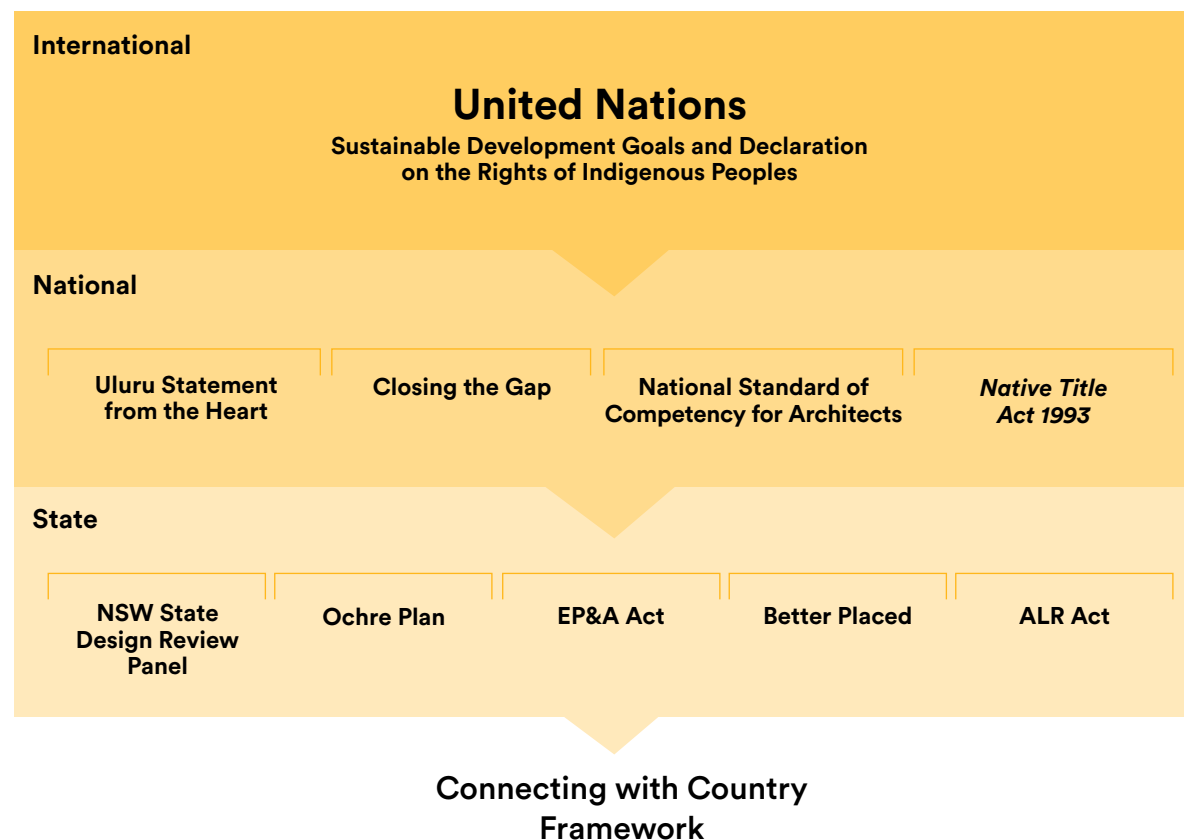 International
United Nations
Sustainable Development Goals and Declaration
on the Rights of Indigenous Peoples
National
Uluru Statement
from the Heart
Closing the Gap
National Standard of
Competency for Architects
Native Title
Act 1993
State
NSW State
Design Review
Panel
Ochre Plan
EP&A Act
Better Placed
ALR Act
Connecting with Country
Framework